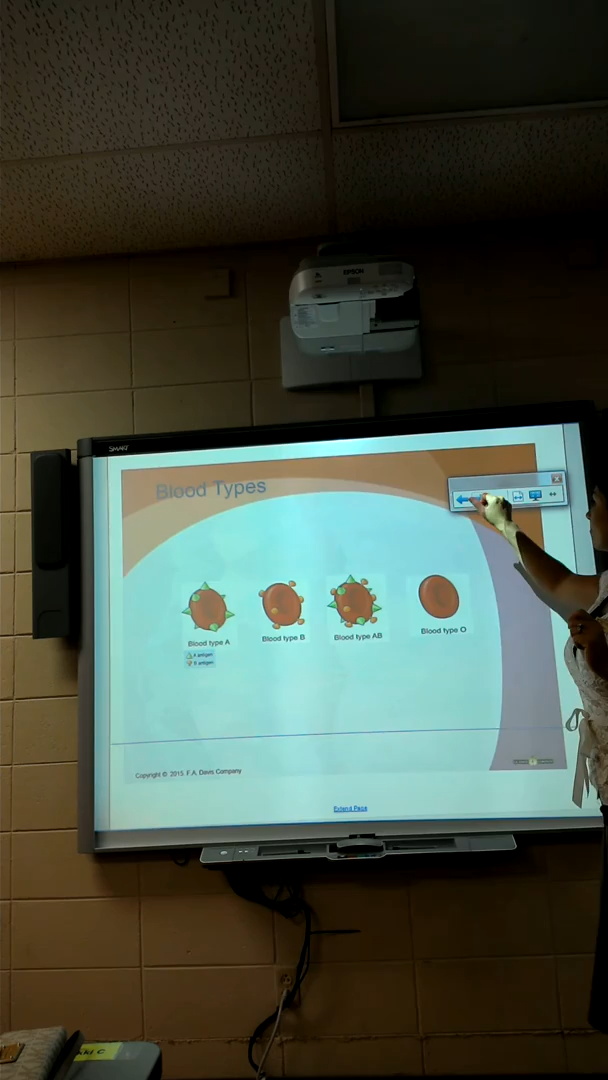 EPSON
SMART
Blood Types
Blood type A
Blood type B
Blood type AB
Blood type O
A antigen
B antigen
Copyright © 2015. F.A. Davis Company
Extend Page
kki C